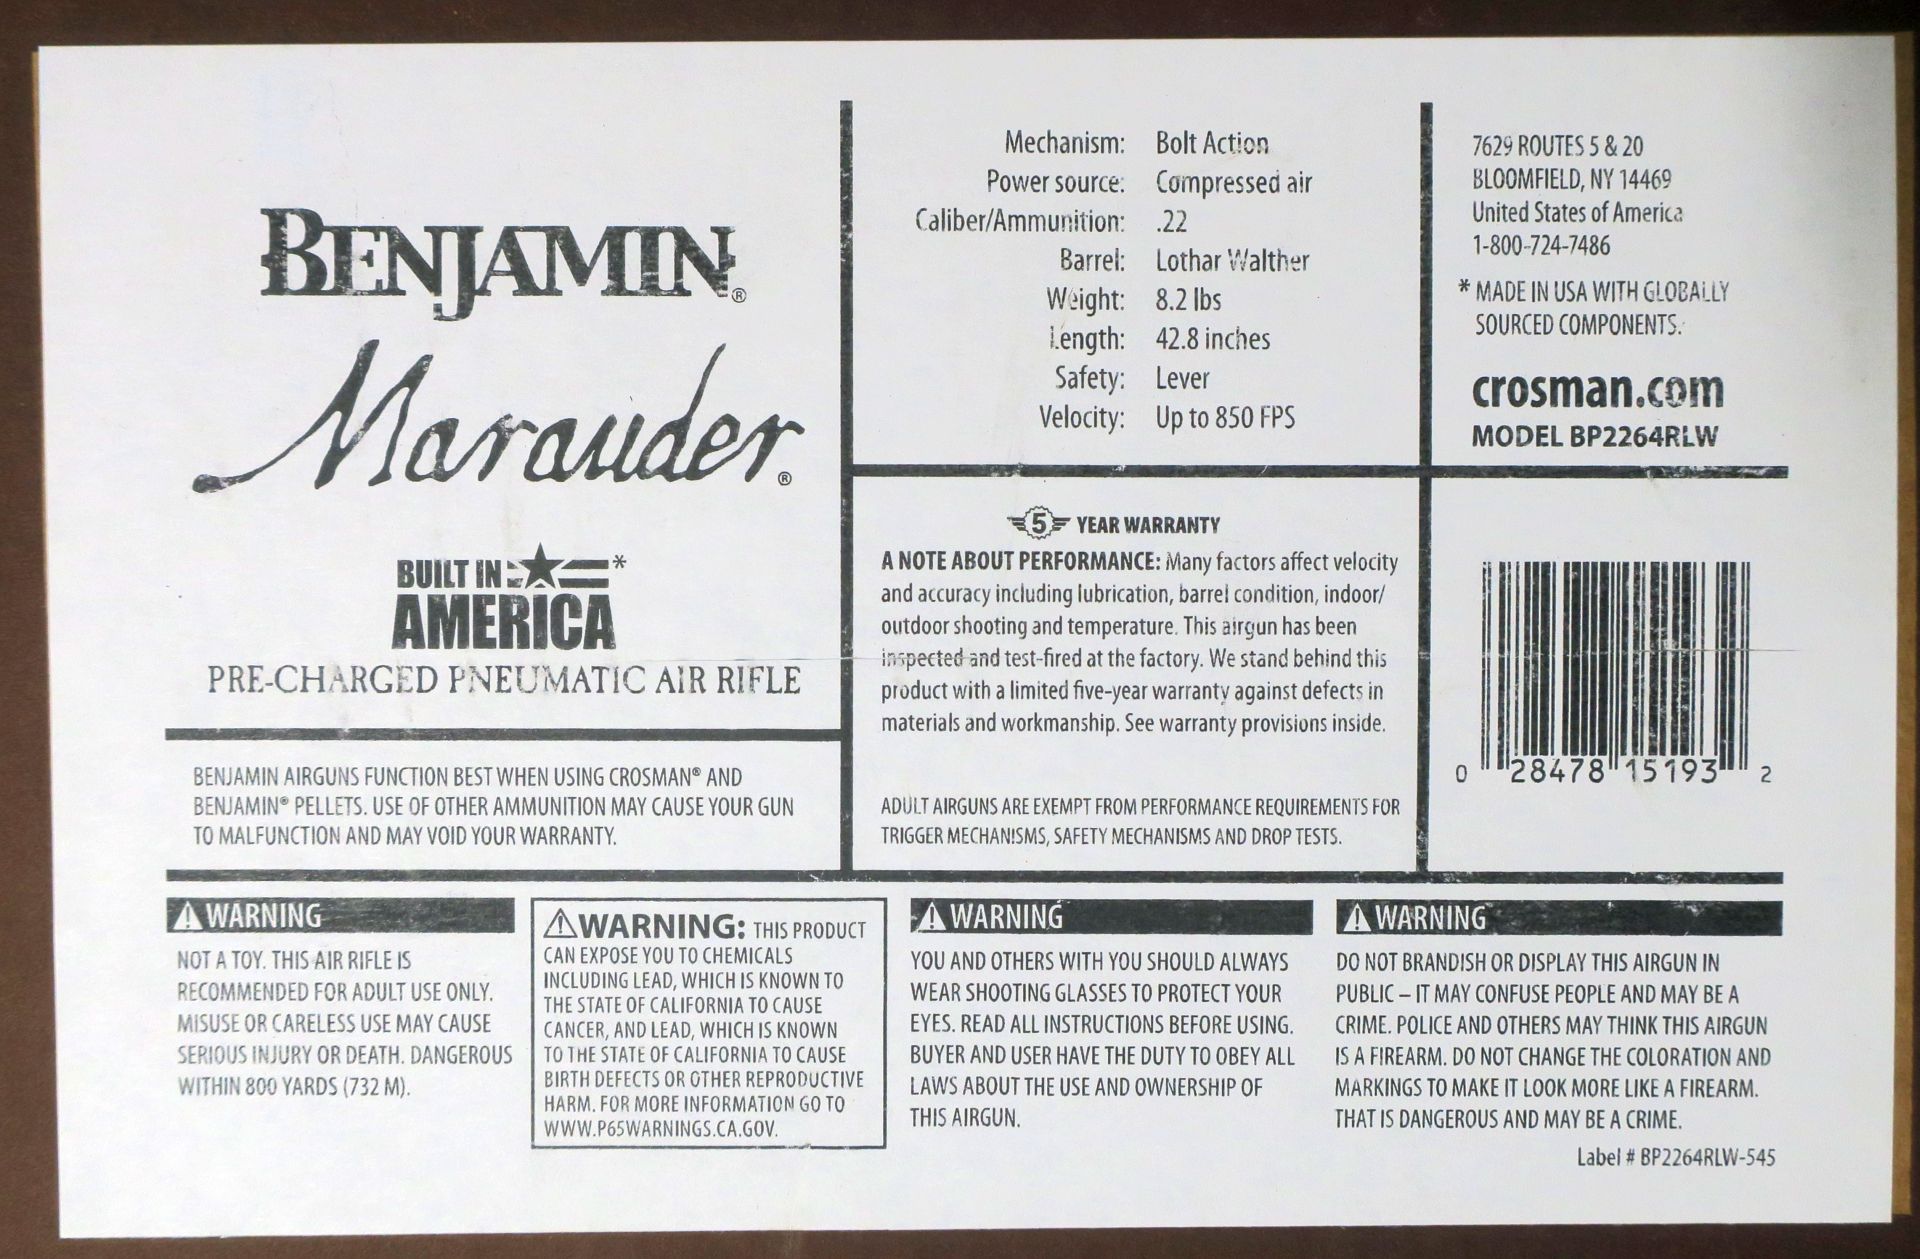 BENJAMIN®
Marauder®
BUILT IN *
AMERICA
PRE-CHARGED PNEUMATIC AIR RIFLE
BENJAMIN AIRGUNS FUNCTION BEST WHEN USING CROSMAN® AND
BENJAMIN® PELLETS. USE OF OTHER AMMUNITION MAY CAUSE YOUR GUN
TO MALFUNCTION AND MAY VOID YOUR WARRANTY.
Mechanism: Bolt Action
Power source: Compressed air
Caliber/Ammunition: .22
Barrel: Lothar Walther
Weight: 8.2 lbs
Length: 42.8 inches
Safety: Lever
Velocity: Up to 850 FPS
5 YEAR WARRANTY
A NOTE ABOUT PERFORMANCE: Many factors affect velocity
and accuracy including lubrication, barrel condition, indoor/
outdoor shooting and temperature. This airgun has been
inspected and test-fired at the factory. We stand behind this
product with a limited five-year warranty against defects in
materials and workmanship. See warranty provisions inside.
ADULT AIRGUNS ARE EXEMPT FROM PERFORMANCE REQUIREMENTS FOR
TRIGGER MECHANISMS, SAFETY MECHANISMS AND DROP TESTS.
7629 ROUTES 5 & 20
BLOOMFIELD, NY 14469
United States of America
1-800-724-7486
* MADE IN USA WITH GLOBALLY
SOURCED COMPONENTS.
crosman.com
MODEL BP2264RLW
0 28478 15193 2
WARNING
NOT A TOY. THIS AIR RIFLE IS
RECOMMENDED FOR ADULT USE ONLY.
MISUSE OR CARELESS USE MAY CAUSE
SERIOUS INJURY OR DEATH. DANGEROUS
WITHIN 800 YARDS (732 M).
WARNING: THIS PRODUCT
CAN EXPOSE YOU TO CHEMICALS
INCLUDING LEAD, WHICH IS KNOWN TO
THE STATE OF CALIFORNIA TO CAUSE
CANCER, AND LEAD, WHICH IS KNOWN
TO THE STATE OF CALIFORNIA TO CAUSE
BIRTH DEFECTS OR OTHER REPRODUCTIVE
HARM. FOR MORE INFORMATION GO TO
WWW.P65WARNINGS.CA.GOV.
WARNING
YOU AND OTHERS WITH YOU SHOULD ALWAYS
WEAR SHOOTING GLASSES TO PROTECT YOUR
EYES. READ ALL INSTRUCTIONS BEFORE USING.
BUYER AND USER HAVE THE DUTY TO OBEY ALL
LAWS ABOUT THE USE AND OWNERSHIP OF
THIS AIRGUN.
WARNING
DO NOT BRANDISH OR DISPLAY THIS AIRGUN IN
PUBLIC – IT MAY CONFUSE PEOPLE AND MAY BE A
CRIME. POLICE AND OTHERS MAY THINK THIS AIRGUN
IS A FIREARM. DO NOT CHANGE THE COLORATION AND
MARKINGS TO MAKE IT LOOK MORE LIKE A FIREARM.
THAT IS DANGEROUS AND MAY BE A CRIME.
Label # BP2264RLW-545